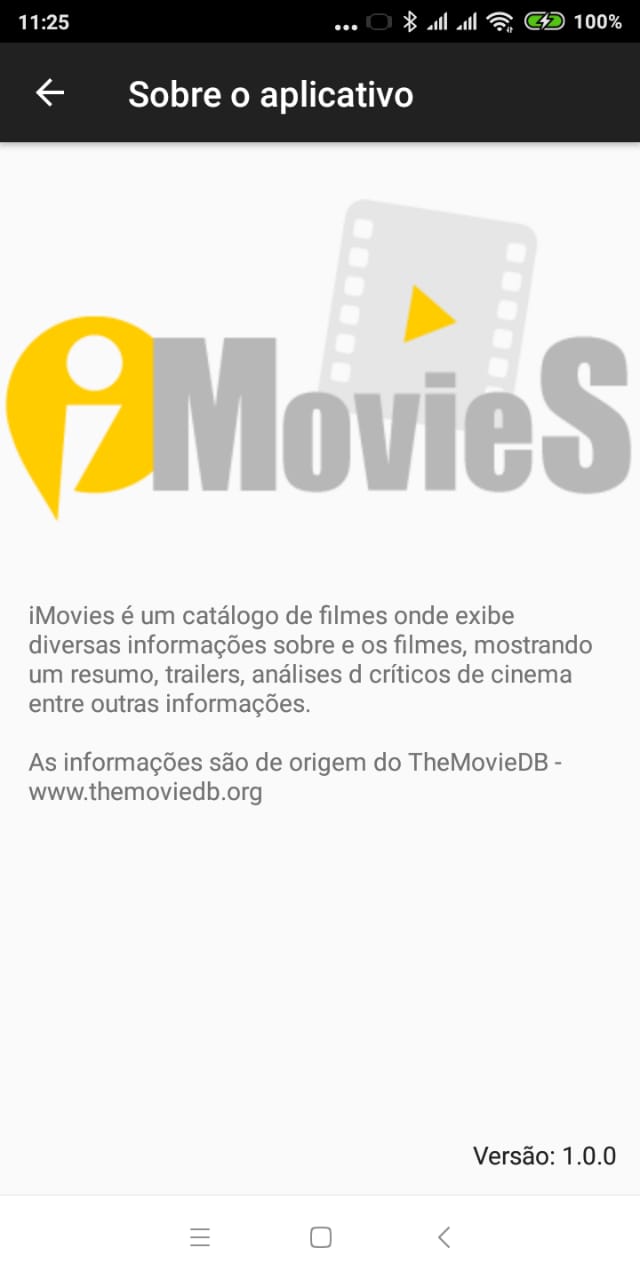 11:25
100%
Sobre o aplicativo
iMovieS
iMovies é um catálogo de filmes onde exibe
diversas informações sobre e os filmes, mostrando
um resumo, trailers, análises d críticos de cinema
entre outras informações.
As informações são de origem do TheMovieDB -
www.themoviedb.org
Versão: 1.0.0